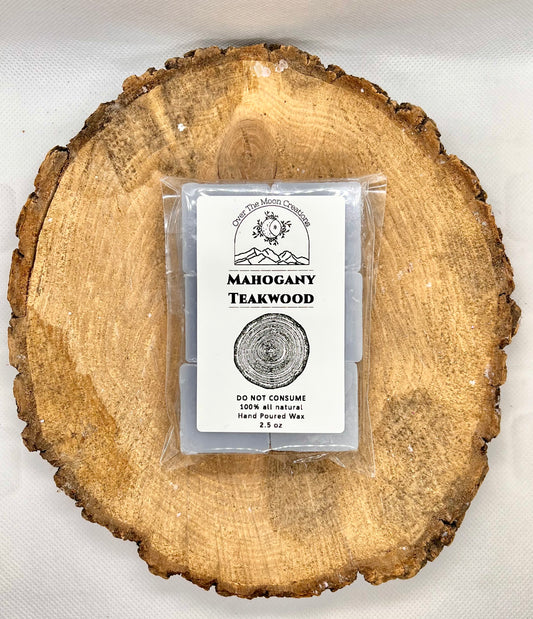 Over The Moon Creations
MAHOGANY
TEAKWOOD
DO NOT CONSUME
100% all natural
Hand Poured Wax
2.5 oz